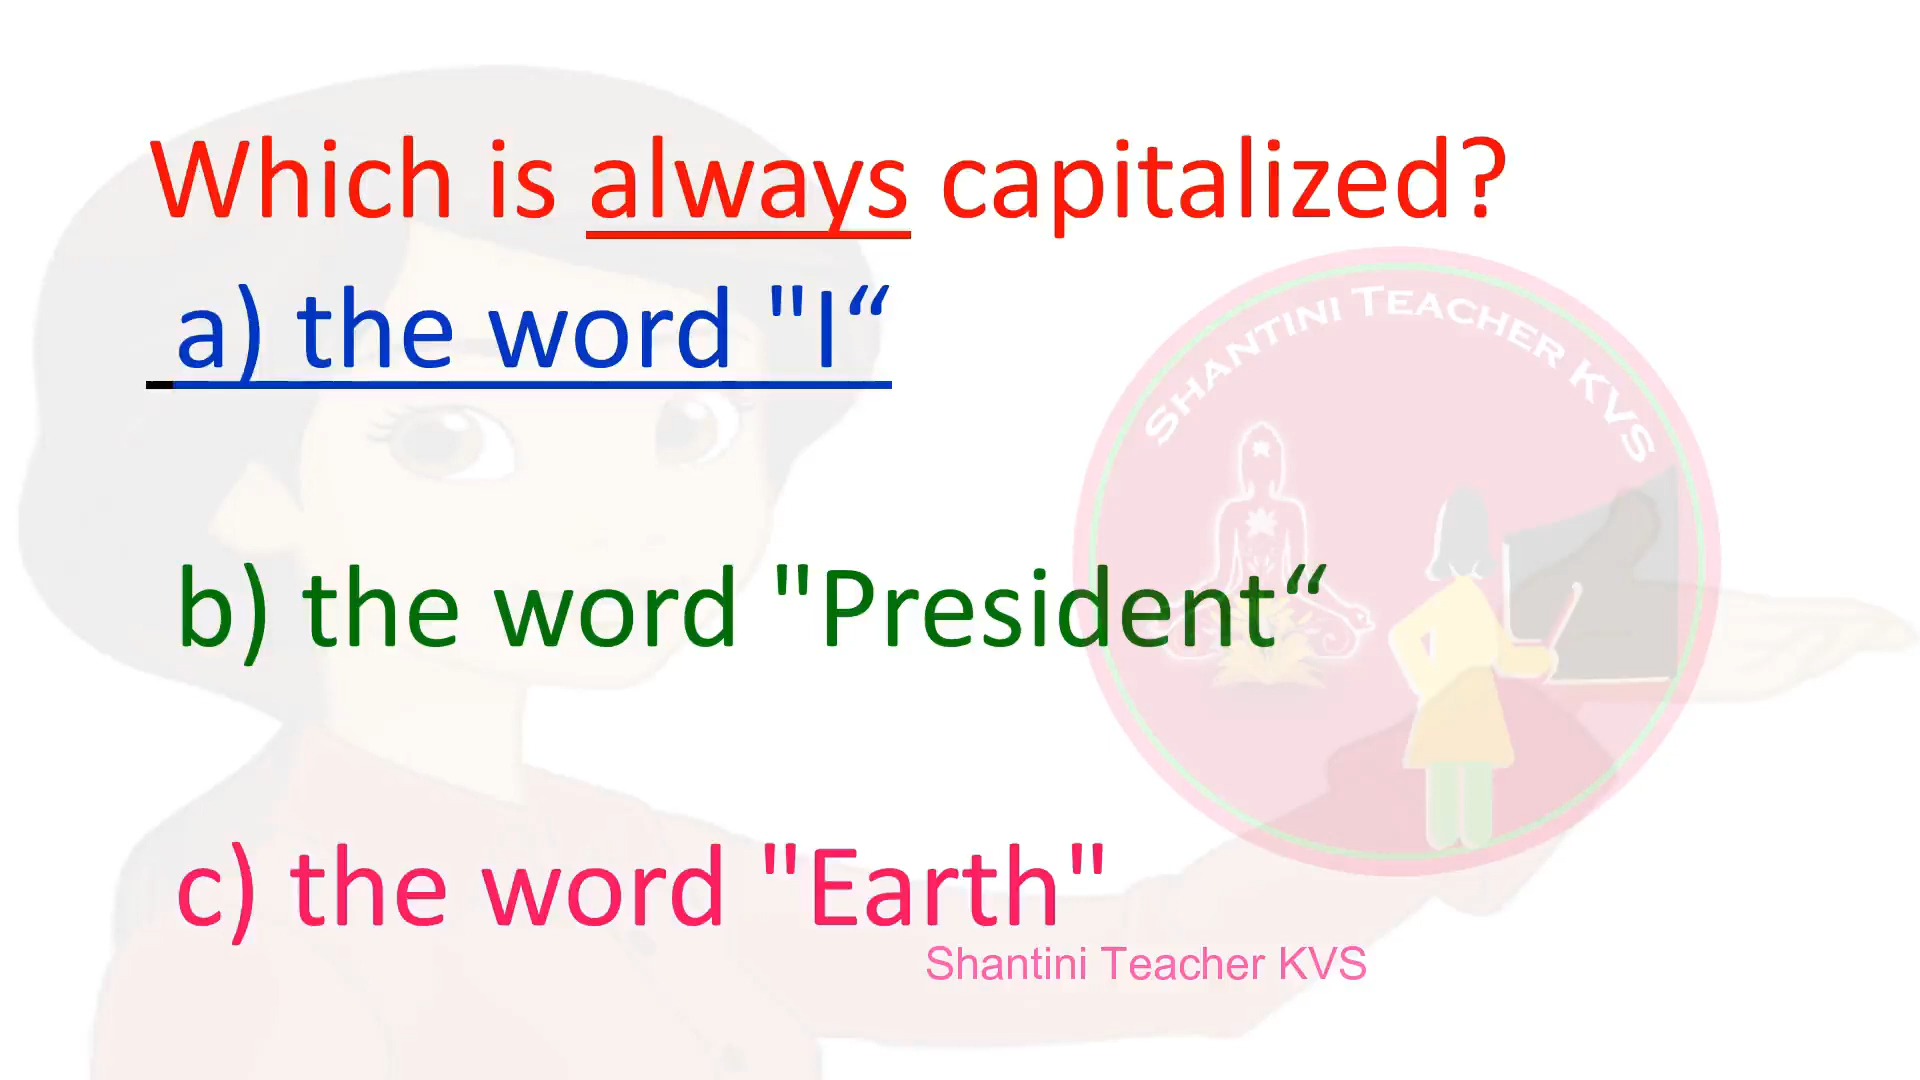 Which is always capitalized?
a) the word "I“
SHANTINI TEACHER KVS
b) the word "President“
c) the word "Earth"
Shantini Teacher KVS